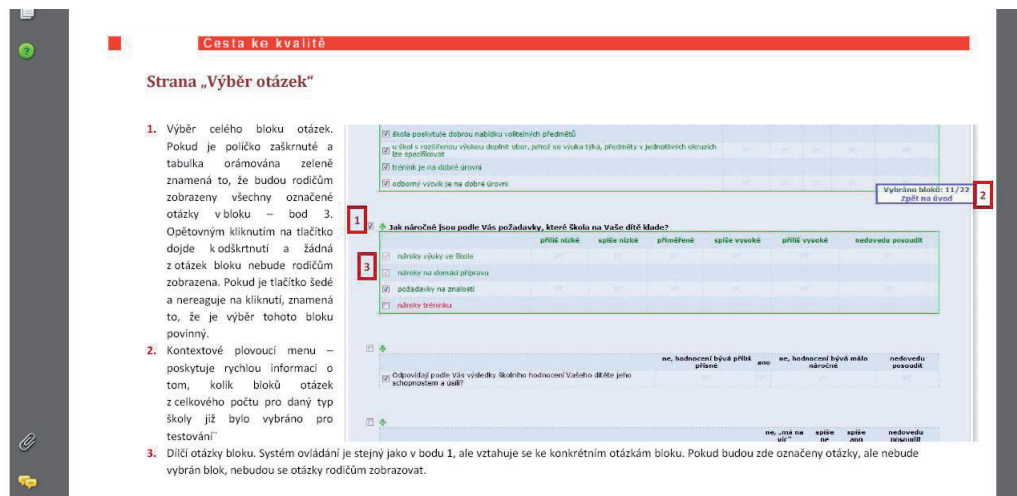 Cesta ke kvalitě
Strana „Výběr otázek“
1. Výběr celého bloku otázek.
Pokud je políčko zaškrnuté a
tabulka orámována zeleně
znamená to, že budou rodičům
zobrazeny všechny označené
otázky v bloku – bod 3.
Opětovným kliknutím na tlačítko
dojde k odškrtnutí a žádná
z otázek bloku nebude rodičům
zobrazena. Pokud je tlačítko šedé
a nereaguje na kliknutí, znamená
to, že je výběr tohoto bloku
povinný.
2. Kontextové plovoucí menu –
poskytuje rychlou informaci o
tom, kolik bloků otázek
z celkového počtu pro daný typ
školy již bylo vybráno pro
testování¨
škola poskytuje dobrou nabídku volitelných předmětů
u škol s rozšířenou výukou doplnit obor, jehož se výuka týká, předměty v jednotlivých okruzích
lze specifikovat
trénink je na dobré úrovni
odborný výcvik je na dobré úrovni
Vybráno bloků: 11/22
Zpět na úvod
2
1
Jak náročné jsou podle Vás požadavky, které škola na Vaše dítě klade?
příliš nízké spíše nízké přiměřené spíše vysoké příliš vysoké nedovedu posoudit
3
nároky výuky ve škole
nároky na domácí přípravu
požadavky na znalosti
nároky tréninku
ne, hodnocení bývá příliš přísné ano ne, hodnocení bývá málo náročné nedovedu posoudit
Odpovídají podle Vás výsledky školního hodnocení Vašeho dítěte jeho
schopnostem a úsilí?
ne, „má na víc“ spíše ne spíše ano nedovedu posoudit
3. Dílčí otázky bloku. Systém ovládání je stejný jako v bodu 1, ale vztahuje se ke konkrétním otázkám bloku. Pokud budou zde označeny otázky, ale nebude
vybrán blok, nebudou se otázky rodičům zobrazovat.